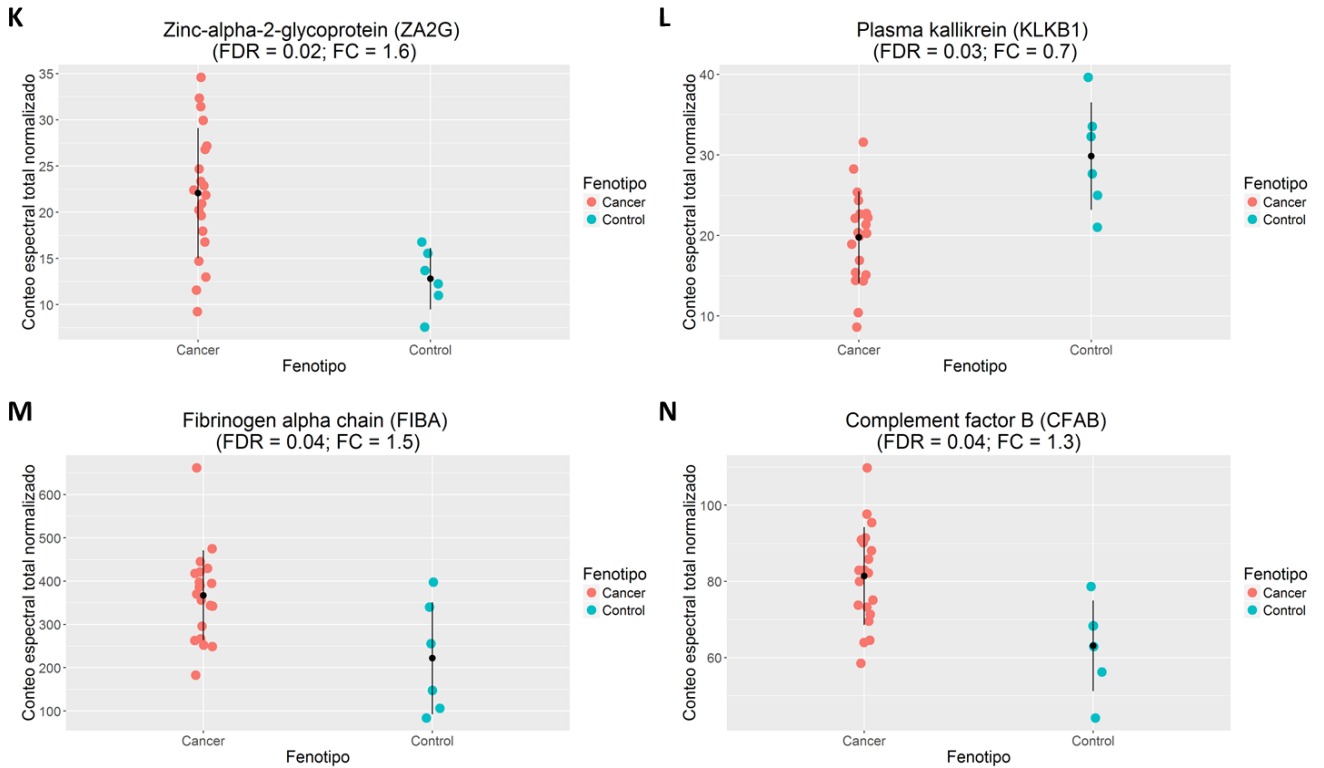 K
Zinc-alpha-2-glycoprotein (ZA2G)
(FDR = 0.02; FC = 1.6)
Conteo espectral total normalizado
35
30
25
20
15
10
Cancer
Control
Fenotipo
Fenotipo
Cancer
Control
L
Plasma kallikrein (KLKB1)
(FDR = 0.03; FC = 0.7)
Conteo espectral total normalizado
40
30
20
10
Cancer
Control
Fenotipo
Fenotipo
Cancer
Control
M
Fibrinogen alpha chain (FIBA)
(FDR = 0.04; FC = 1.5)
Conteo espectral total normalizado
600
500
400
300
200
100
Cancer
Control
Fenotipo
Fenotipo
Cancer
Control
N
Complement factor B (CFAB)
(FDR = 0.04; FC = 1.3)
Conteo espectral total normalizado
100
80
60
Cancer
Control
Fenotipo
Fenotipo
Cancer
Control